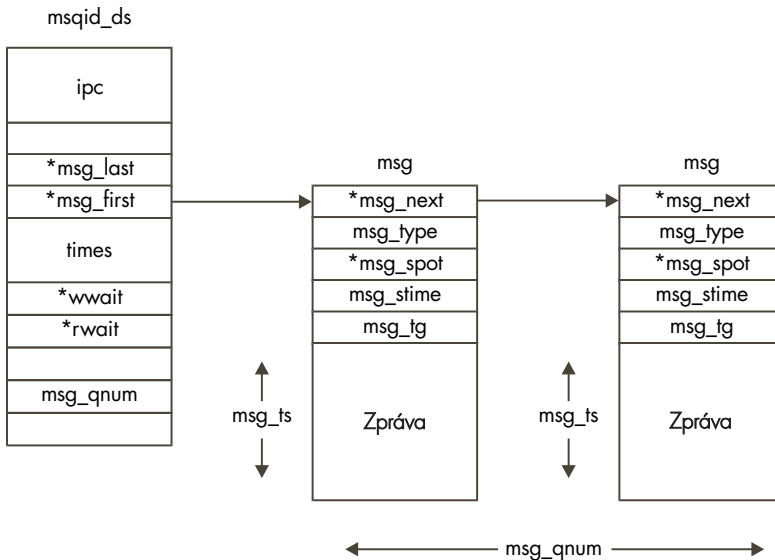 msqid_ds
ipc
*msg_last
*msg_first
times
*wwait
*rwait
msg_qnum
msg
*msg_next
msg_type
*msg_spot
msg_stime
msg_tg
msg_ts
Zpráva
msg
*msg_next
msg_type
*msg_spot
msg_stime
msg_tg
msg_ts
Zpráva
msg_qnum